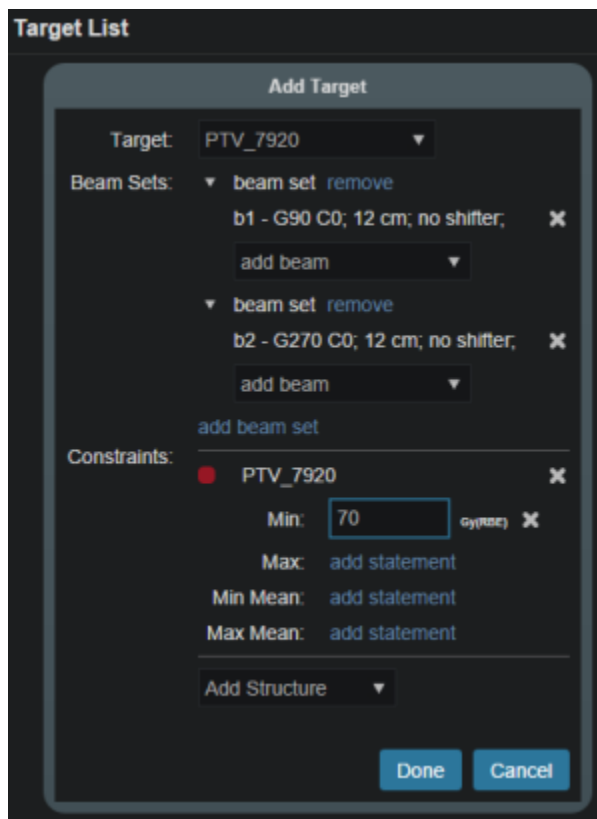 Target List
Add Target
Target: PTV_7920
Beam Sets: beam set remove
b1 - G90 C0; 12 cm; no shifter;
add beam
beam set remove
b2 - G270 C0; 12 cm; no shifter;
add beam
add beam set
Constraints:
PTV_7920
Min: 70 Gy(RBE)
Max: add statement
Min Mean: add statement
Max Mean: add statement
Add Structure
Done Cancel